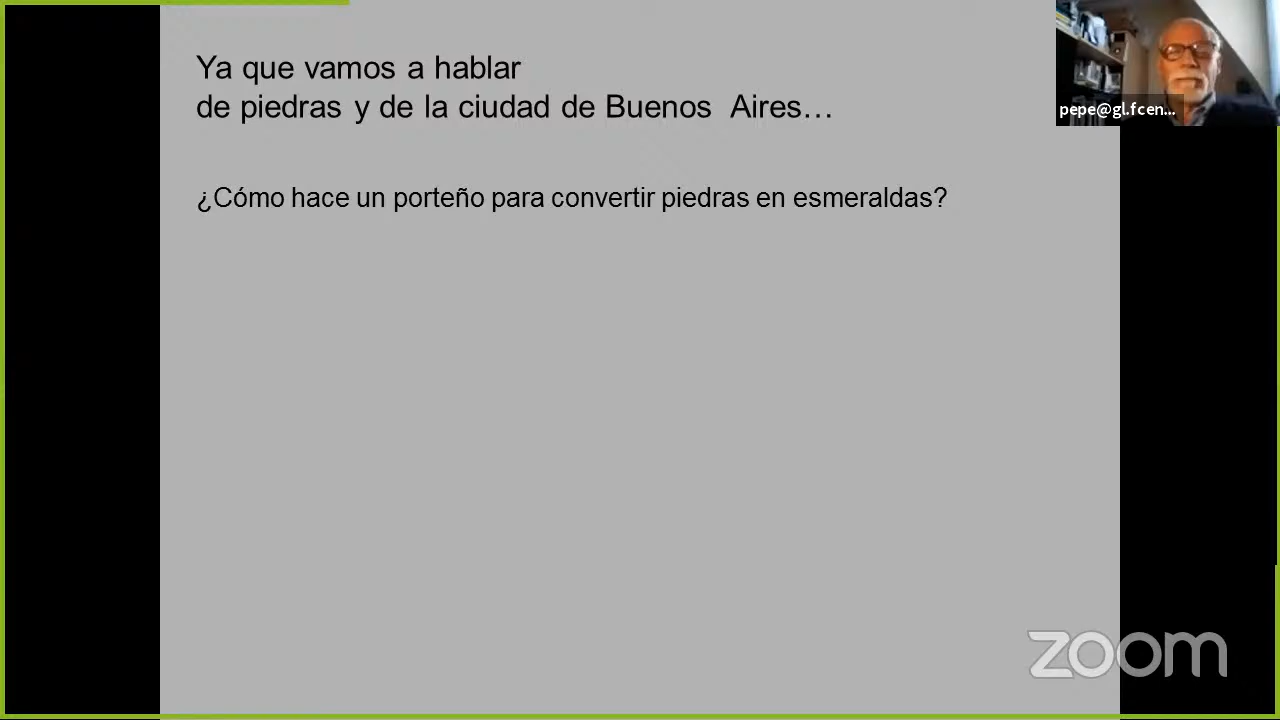 Ya que vamos a hablar
de piedras y de la ciudad de Buenos Aires...
¿Cómo hace un porteño para convertir piedras en esmeraldas?
pepe@gl.fcen...
zoom